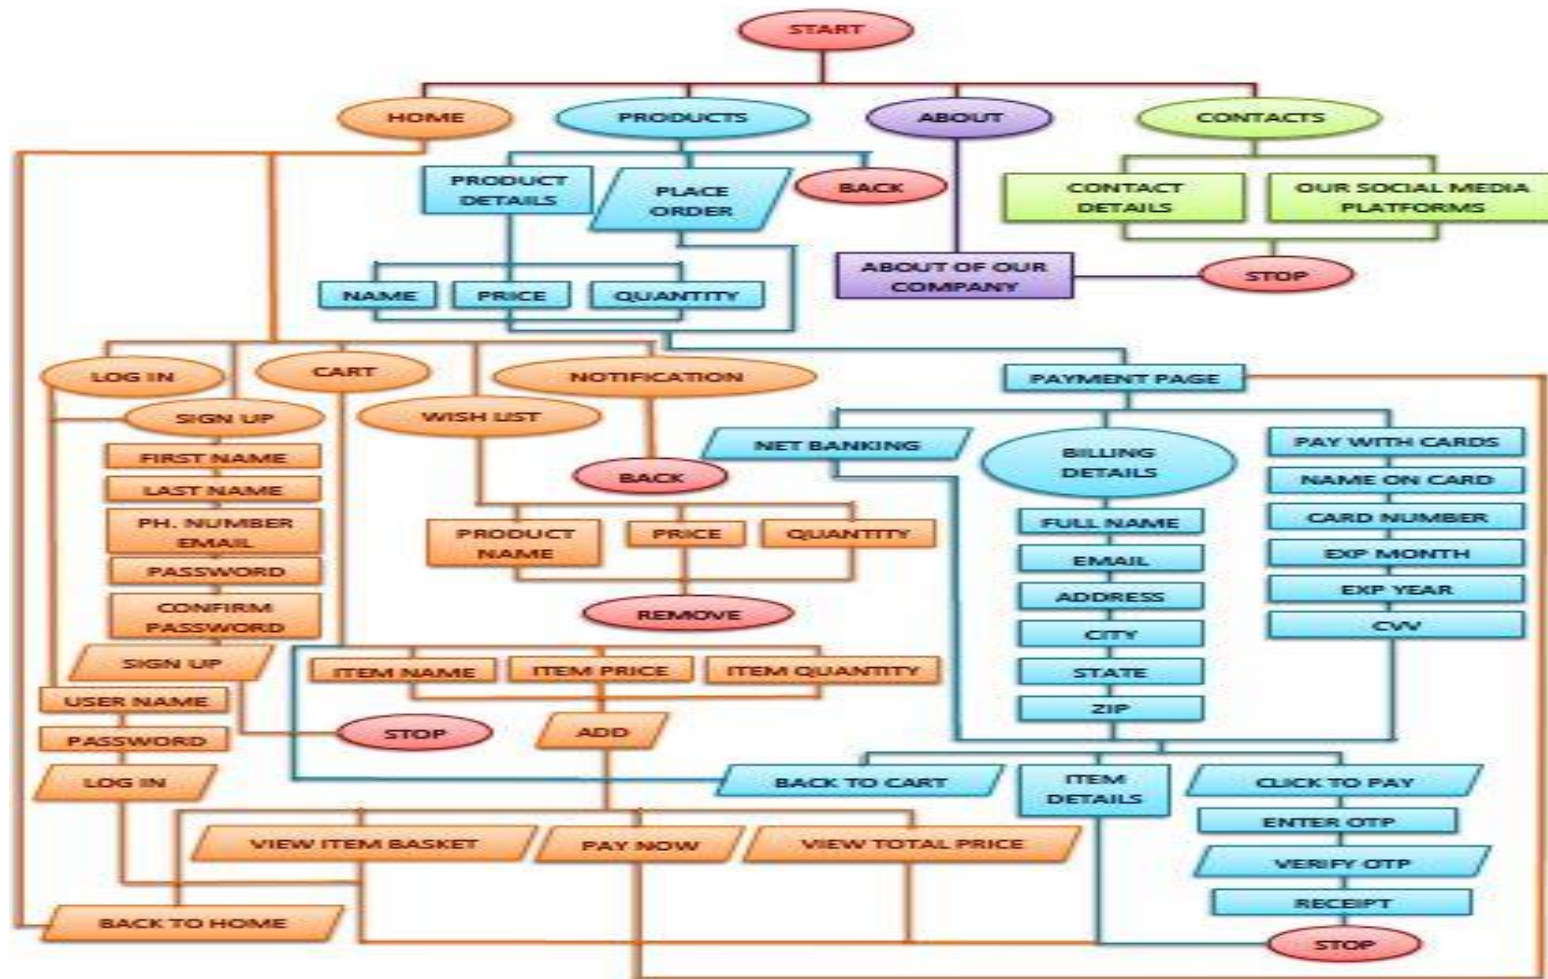 START
HOME
PRODUCTS
ABOUT
CONTACTS
PRODUCT
DETAILS
PLACE
ORDER
BACK
CONTACT
DETAILS
OUR SOCIAL MEDIA
PLATFORMS
ABOUT OF OUR
COMPANY
STOP
NAME
PRICE
QUANTITY
LOG IN
CART
NOTIFICATION
PAYMENT PAGE
SIGN UP
WISH LIST
NET BANKING
BILLING
DETAILS
PAY WITH CARDS
FIRST NAME
BACK
NAME ON CARD
LAST NAME
PH. NUMBER
EMAIL
PRODUCT
NAME
PRICE
QUANTITY
FULL NAME
CARD NUMBER
PASSWORD
EMAIL
EXP MONTH
CONFIRM
PASSWORD
REMOVE
ADDRESS
EXP YEAR
CITY
CVV
SIGN UP
ITEM NAME
ITEM PRICE
ITEM QUANTITY
STATE
USER NAME
ZIP
PASSWORD
STOP
ADD
LOG IN
BACK TO CART
ITEM
DETAILS
CLICK TO PAY
ENTER OTP
VIEW ITEM BASKET
PAY NOW
VIEW TOTAL PRICE
VERIFY OTP
RECEIPT
BACK TO HOME
STOP